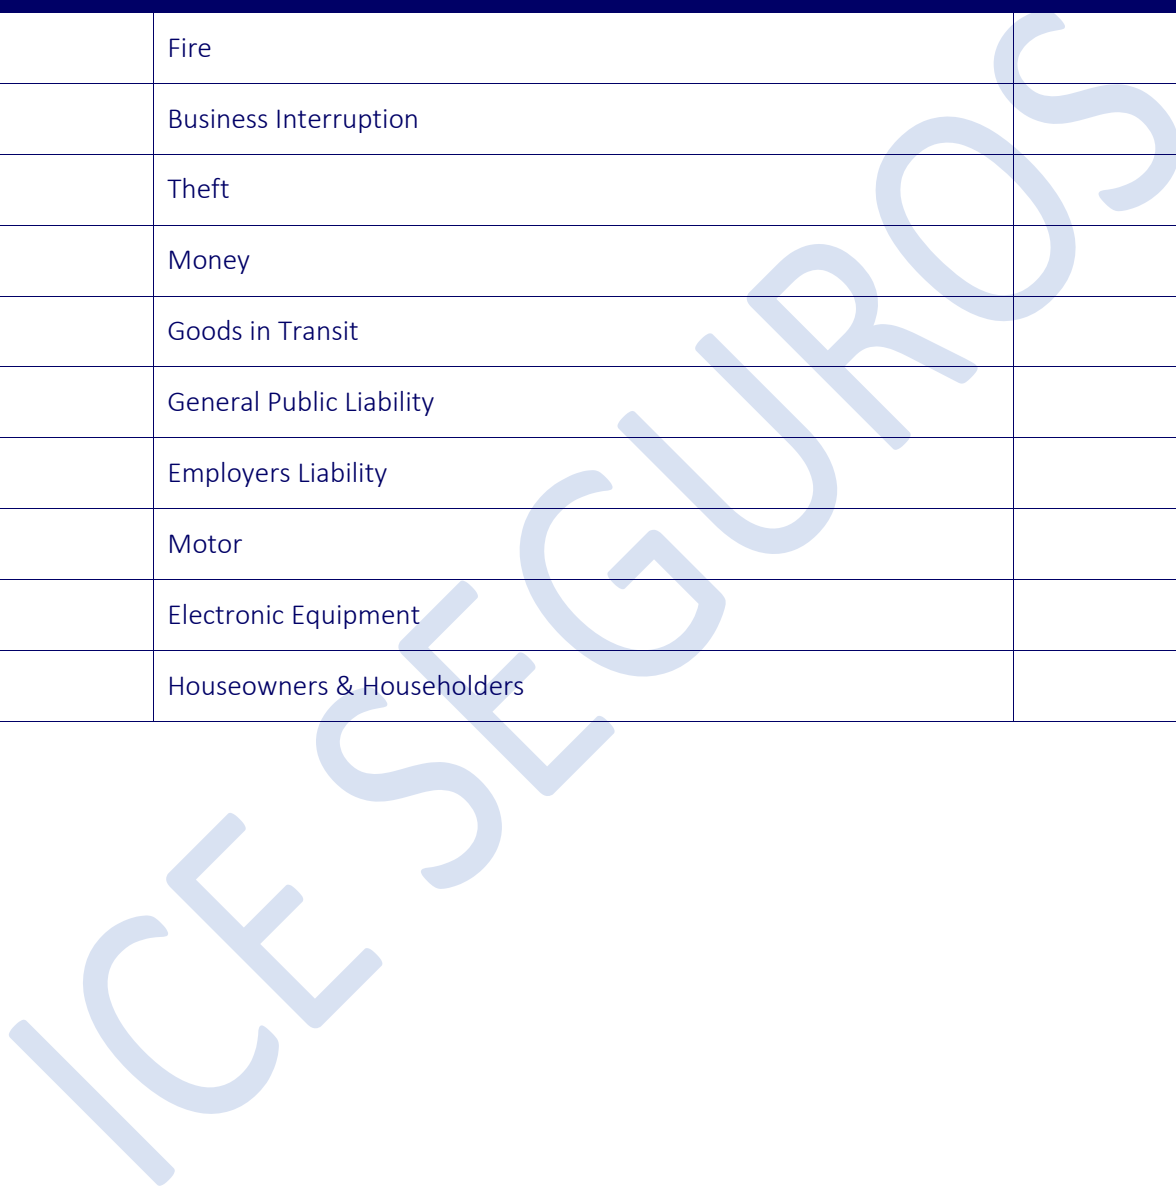 Fire
Business Interruption
Theft
Money
Goods in Transit
General Public Liability
Employers Liability
Motor
Electronic Equipment
Houseowners & Householders
ICE SEGUROS